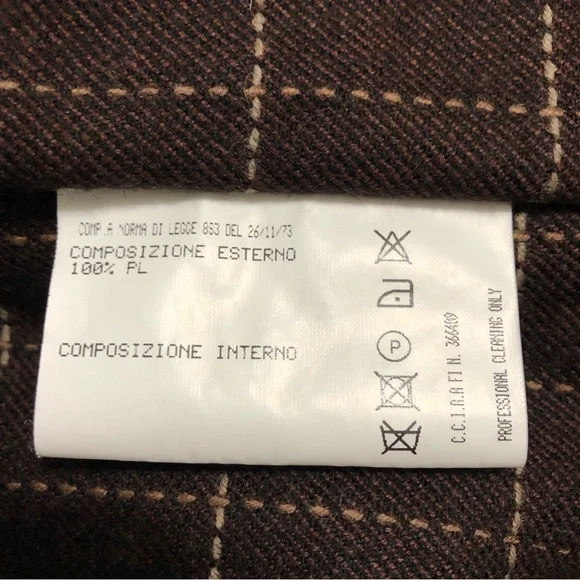 COMP.A NORMA DI LEGGE 883 DEL 26/11/73
COMPOSIZIONE ESTERNO
100% PL
COMPOSIZIONE INTERNO
P
C.C.I.A.A FI N. 366409
PROFESSIONAL CLEANING ONLY